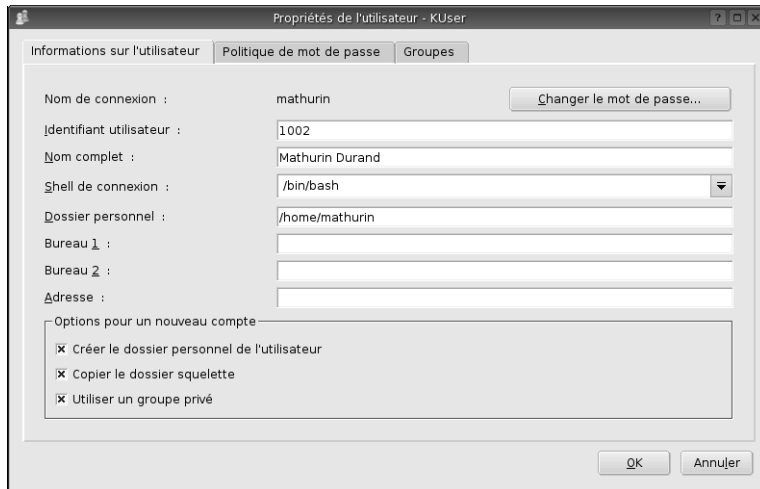 Propriétés de l'utilisateur - KUser
Informations sur l'utilisateur Politique de mot de passe Groupes
Nom de connexion : mathurin Changer le mot de passe...
Identifiant utilisateur : 1002
Nom complet : Mathurin Durand
Shell de connexion : /bin/bash
Dossier personnel : /home/mathurin
Bureau 1 :
Bureau 2 :
Adresse :
Options pour un nouveau compte
Créer le dossier personnel de l'utilisateur
Copier le dossier squelette
Utiliser un groupe privé
OK Annuler